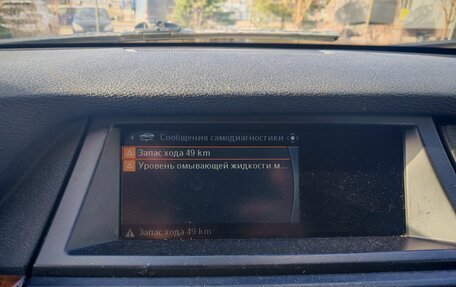 Сообщения самодиагностики
Запас хода 49 km
Уровень омывающей жидкости м...
Запас хода 49 km